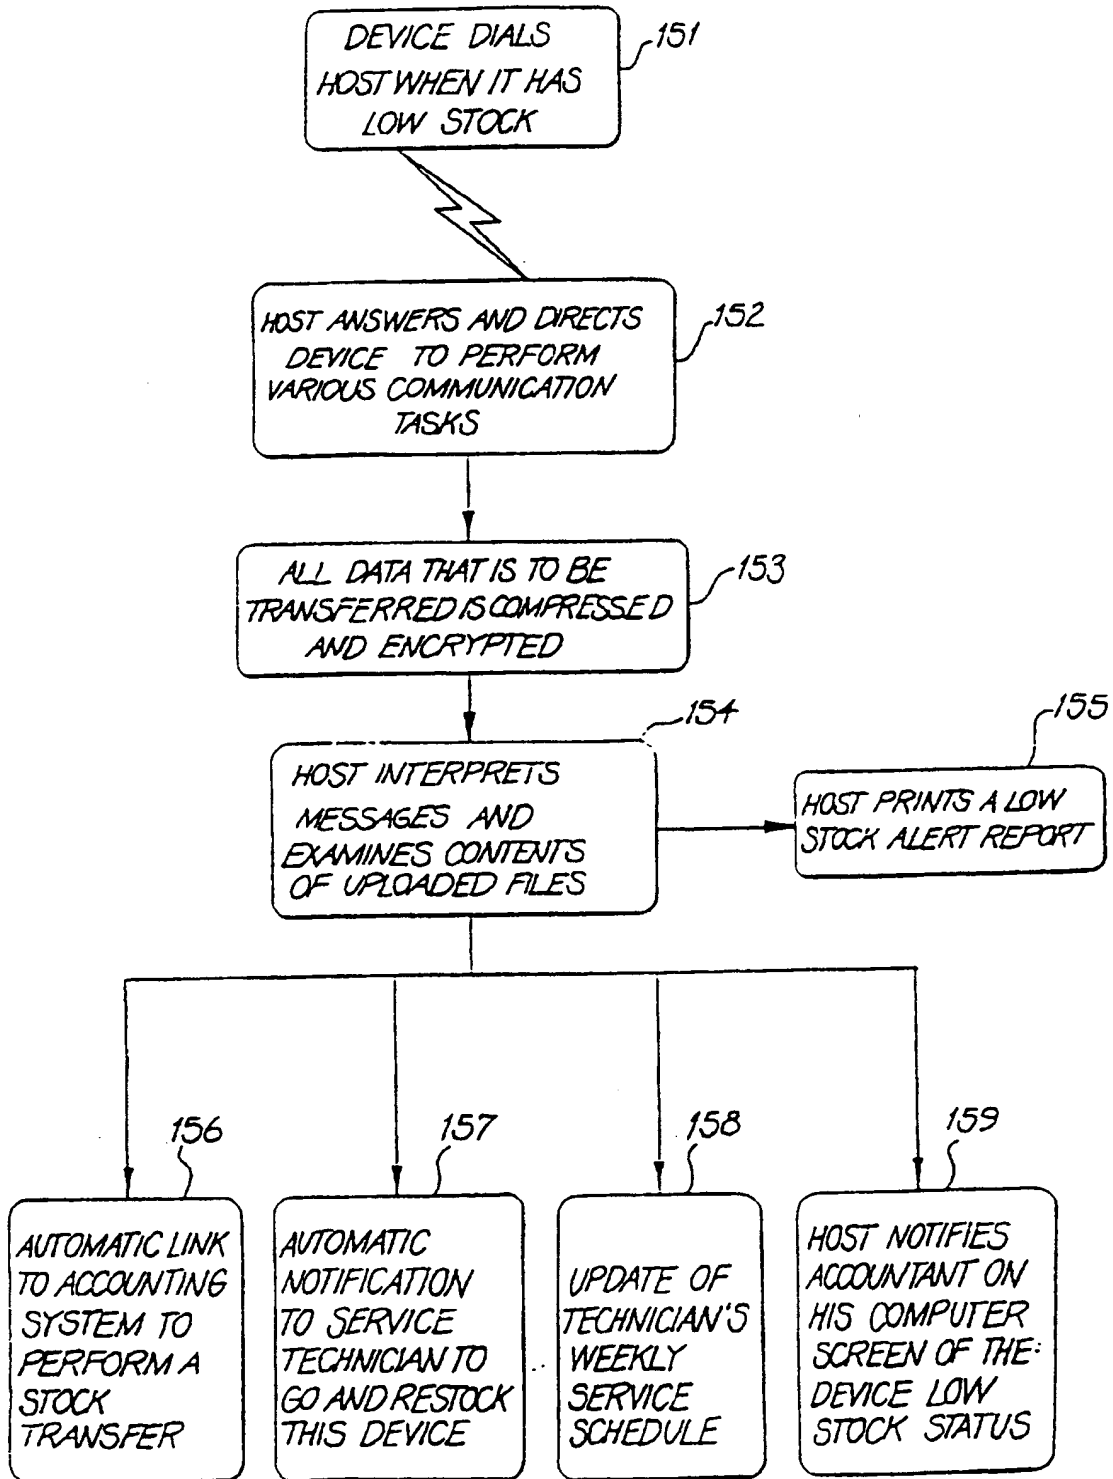 DEVICE DIALS
HOST WHEN IT HAS
LOW STOCK
151
HOST ANSWERS AND DIRECTS
DEVICE TO PERFORM
VARIOUS COMMUNICATION
TASKS
152
ALL DATA THAT IS TO BE
TRANSFERRED IS COMPRESSED
AND ENCRYPTED
153
HOST INTERPRETS
MESSAGES AND
EXAMINES CONTENTS
OF UPLOADED FILES
154
HOST PRINTS A LOW
STOCK ALERT REPORT
155
AUTOMATIC LINK
TO ACCOUNTING
SYSTEM TO
PERFORM A
STOCK
TRANSFER
156
AUTOMATIC
NOTIFICATION
TO SERVICE
TECHNICIAN TO
GO AND RESTOCK
THIS DEVICE
157
UPDATE OF
TECHNICIAN'S
WEEKLY
SERVICE
SCHEDULE
158
HOST NOTIFIES
ACCOUNTANT ON
HIS COMPUTER
SCREEN OF THE
DEVICE LOW
STOCK STATUS
159